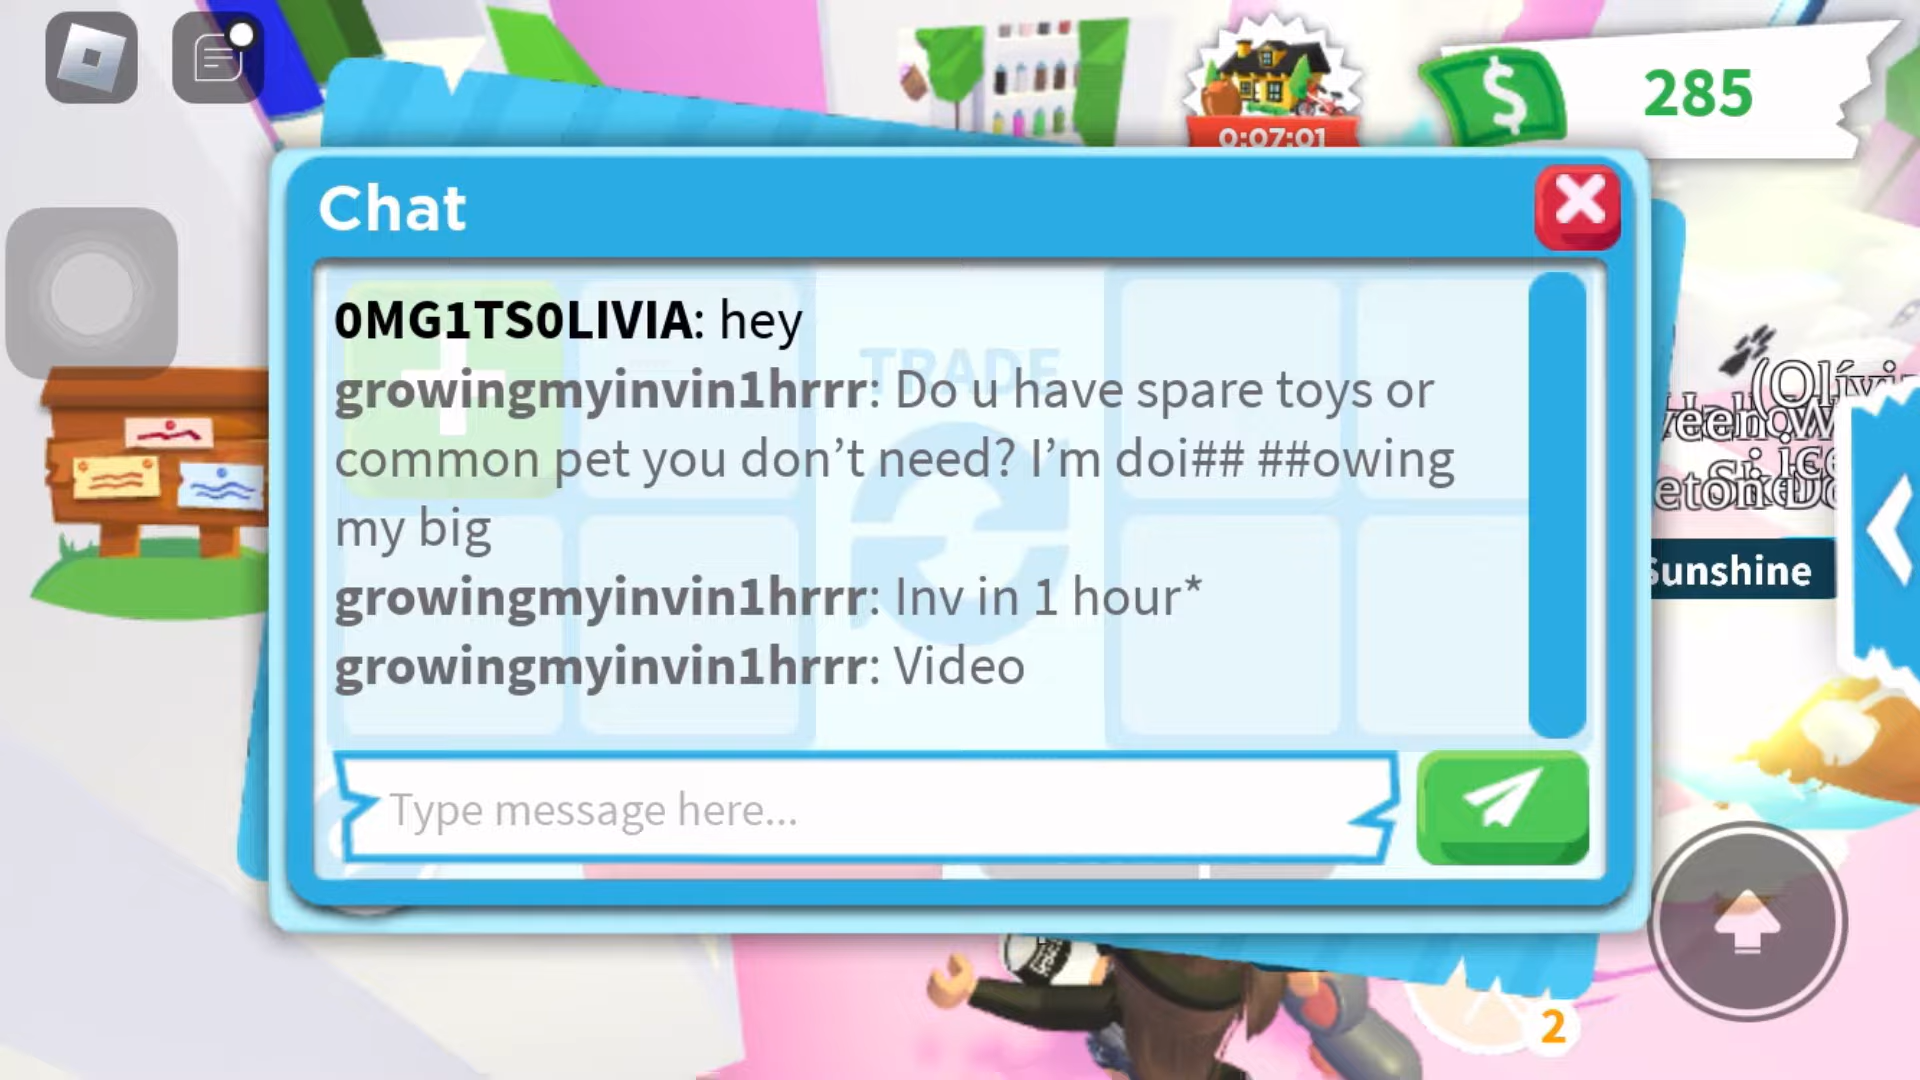 285
0:07:01
Chat
0MG1TS0LIVIA: hey
TRADE
growingmyinvin1hrrr: Do u have spare toys or
common pet you don’t need? I’m doi## ##owing
my big
growingmyinvin1hrrr: Inv in 1 hour*
growingmyinvin1hrrr: Video
Sunshine
Type message here...
2